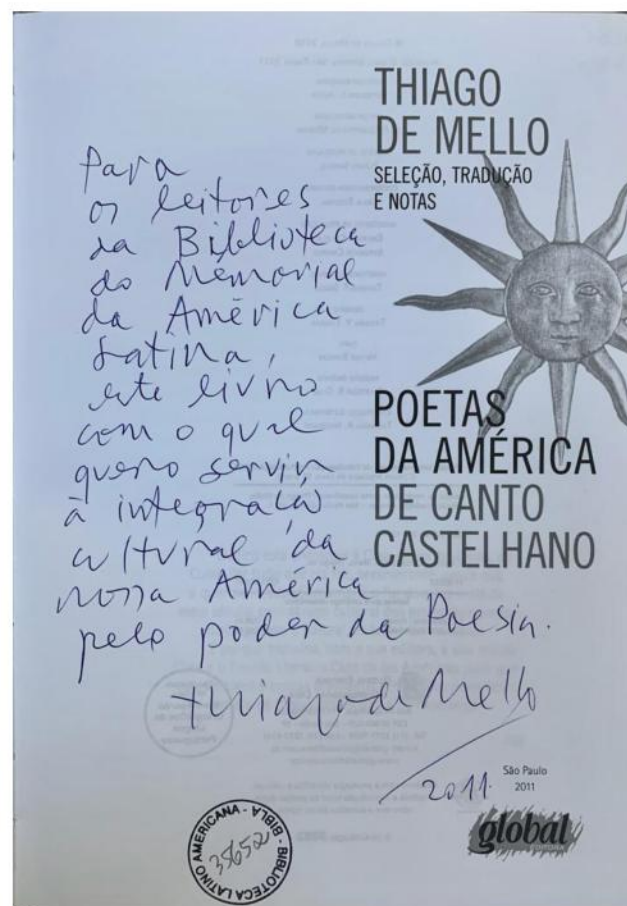 THIAGO
DE MELLO
SELEÇÃO, TRADUÇÃO
E NOTAS
Para
os leitores
da Biblioteca
do Memorial
da América
Latina,
este livro
com o qual
quero servir
à integração
cultural da
nossa América
pelo poder da Poesia.
Thiago de Mello
2011.
POETAS
DA AMÉRICA
DE CANTO
CASTELHANO
São Paulo
2011
global
EDITORA
BIBLIOTECA LATINO AMERICANA - BIBLA -
35652